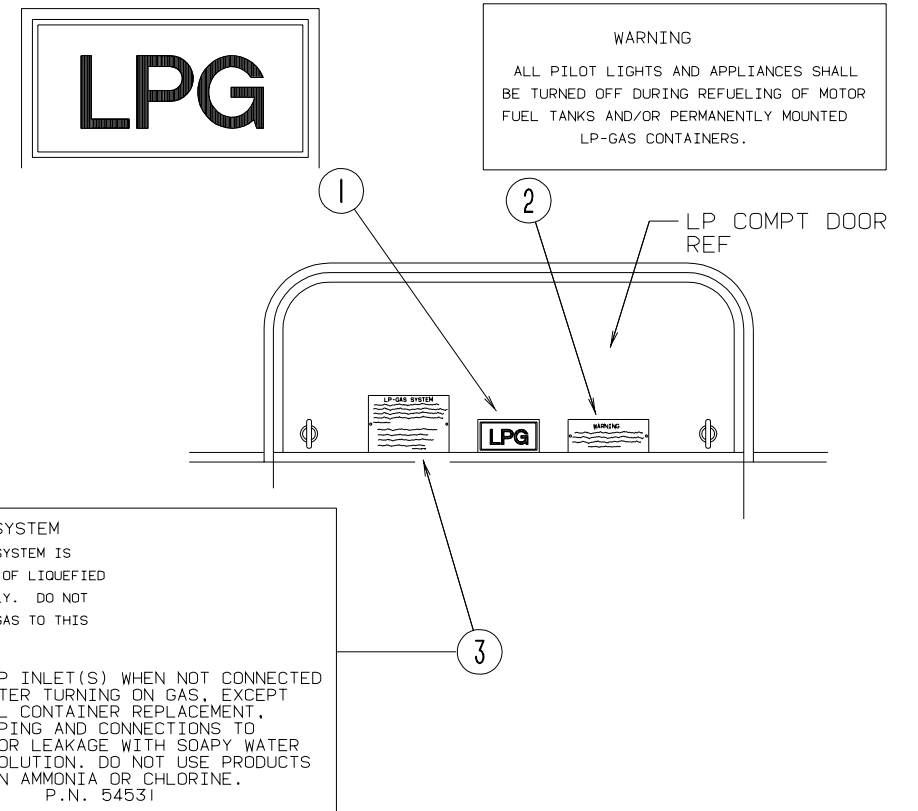 LPG
WARNING
ALL PILOT LIGHTS AND APPLIANCES SHALL
BE TURNED OFF DURING REFUELING OF MOTOR
FUEL TANKS AND/OR PERMANENTLY MOUNTED
LP-GAS CONTAINERS.
1
2
LP COMPT DOOR
REF
LP-GAS SYSTEM
LPG
WARNING
SYSTEM
SYSTEM IS
OF LIQUEFIED
Y. DO NOT
GAS TO THIS
3
P INLET(S) WHEN NOT CONNECTED
TER TURNING ON GAS, EXCEPT
L CONTAINER REPLACEMENT,
PING AND CONNECTIONS TO
OR LEAKAGE WITH SOAPY WATER
OLUTION. DO NOT USE PRODUCTS
N AMMONIA OR CHLORINE.
P.N. 54531